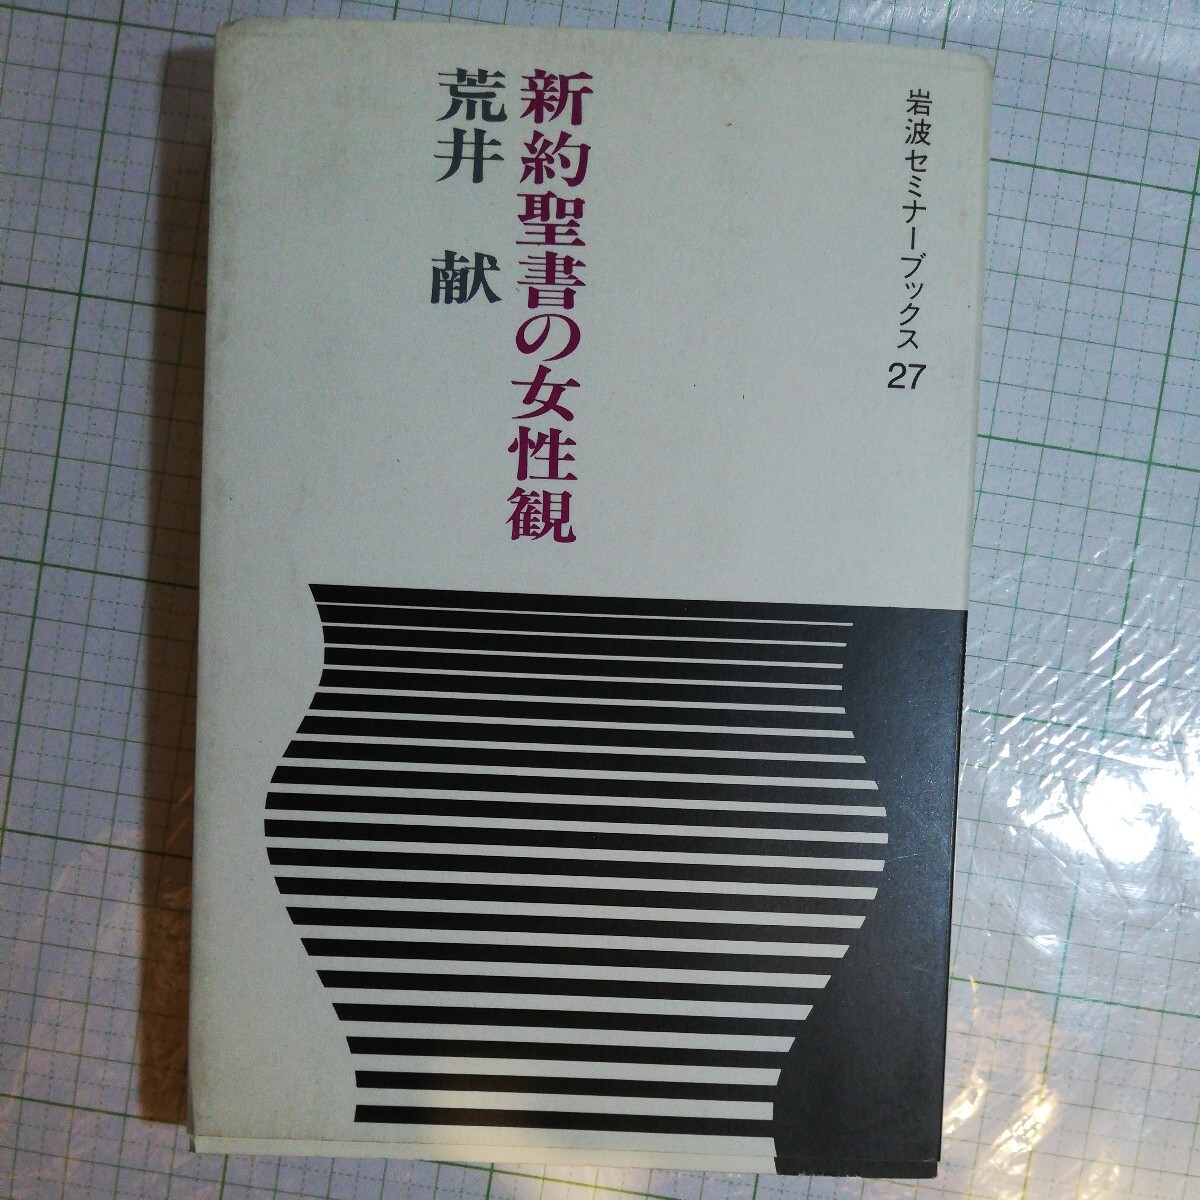 岩波セミナーブックス 27
新約聖書の女性観
荒井 献